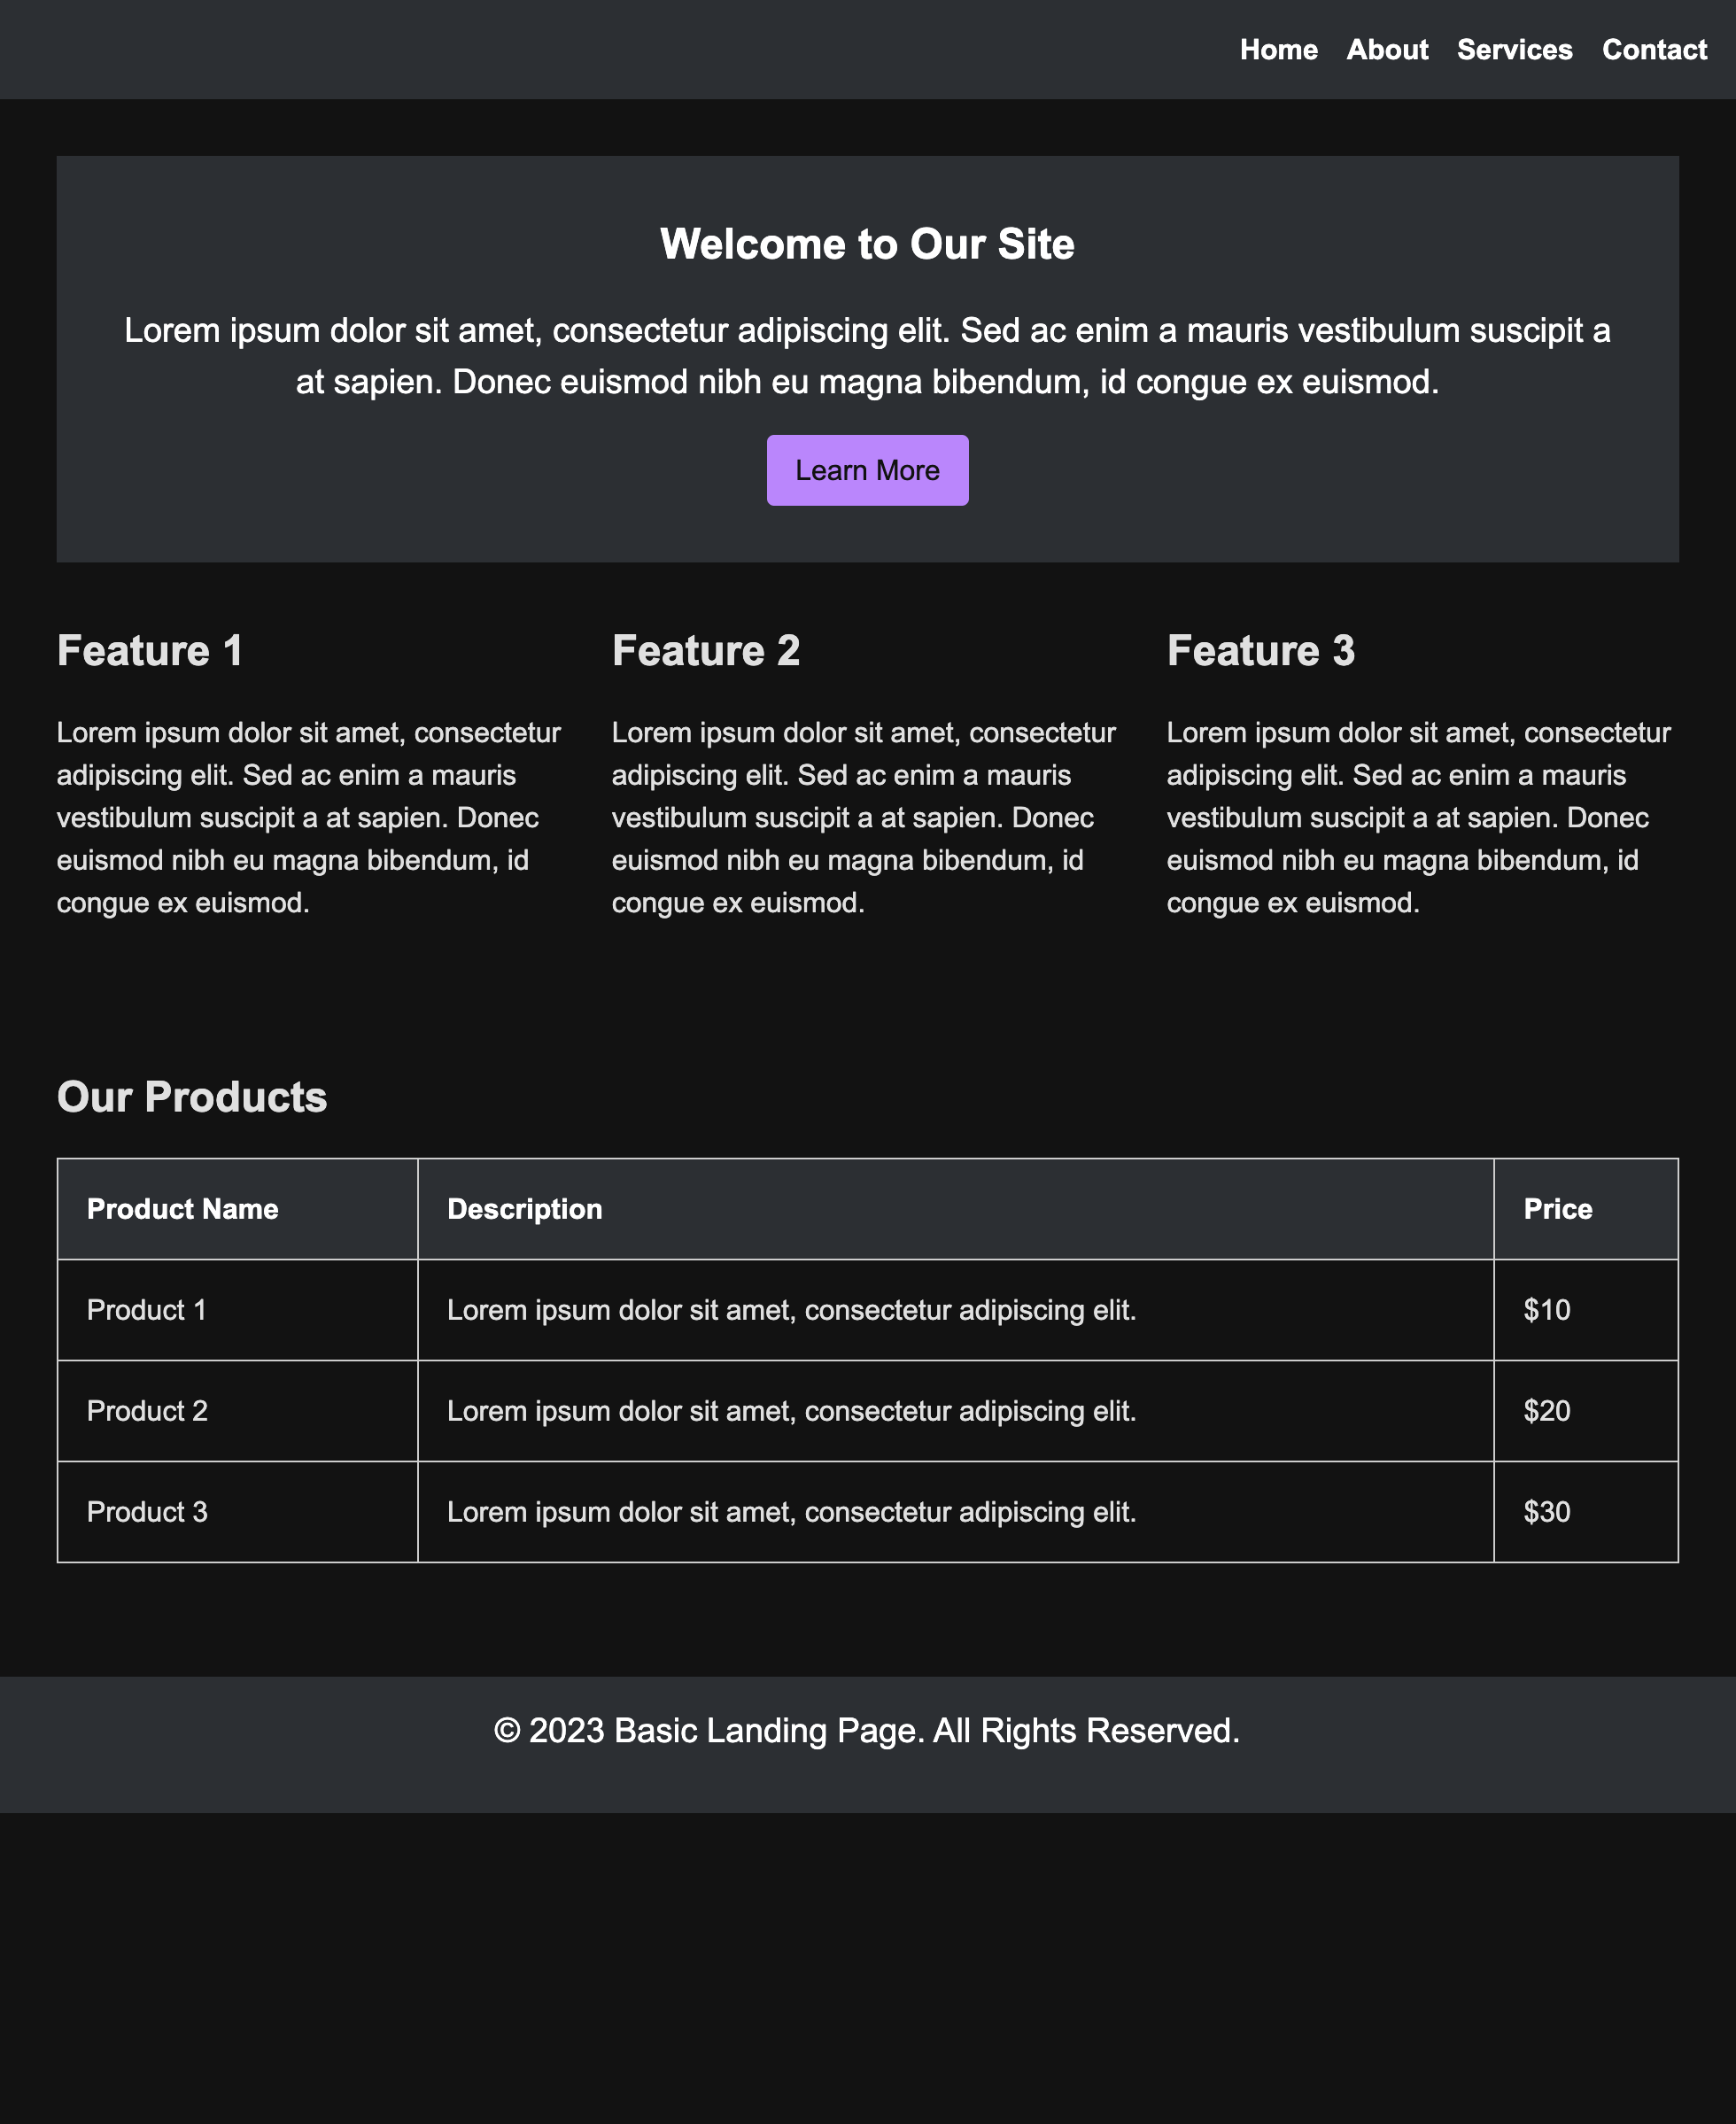 Home About Services Contact
Welcome to Our Site
Lorem ipsum dolor sit amet, consectetur adipiscing elit. Sed ac enim a mauris vestibulum suscipit a
at sapien. Donec euismod nibh eu magna bibendum, id congue ex euismod.
Learn More
Feature 1
Lorem ipsum dolor sit amet, consectetur
adipiscing elit. Sed ac enim a mauris
vestibulum suscipit a at sapien. Donec
euismod nibh eu magna bibendum, id
congue ex euismod.
Feature 2
Lorem ipsum dolor sit amet, consectetur
adipiscing elit. Sed ac enim a mauris
vestibulum suscipit a at sapien. Donec
euismod nibh eu magna bibendum, id
congue ex euismod.
Feature 3
Lorem ipsum dolor sit amet, consectetur
adipiscing elit. Sed ac enim a mauris
vestibulum suscipit a at sapien. Donec
euismod nibh eu magna bibendum, id
congue ex euismod.
Our Products
Product Name Description Price
Product 1 Lorem ipsum dolor sit amet, consectetur adipiscing elit. $10
Product 2 Lorem ipsum dolor sit amet, consectetur adipiscing elit. $20
Product 3 Lorem ipsum dolor sit amet, consectetur adipiscing elit. $30
© 2023 Basic Landing Page. All Rights Reserved.